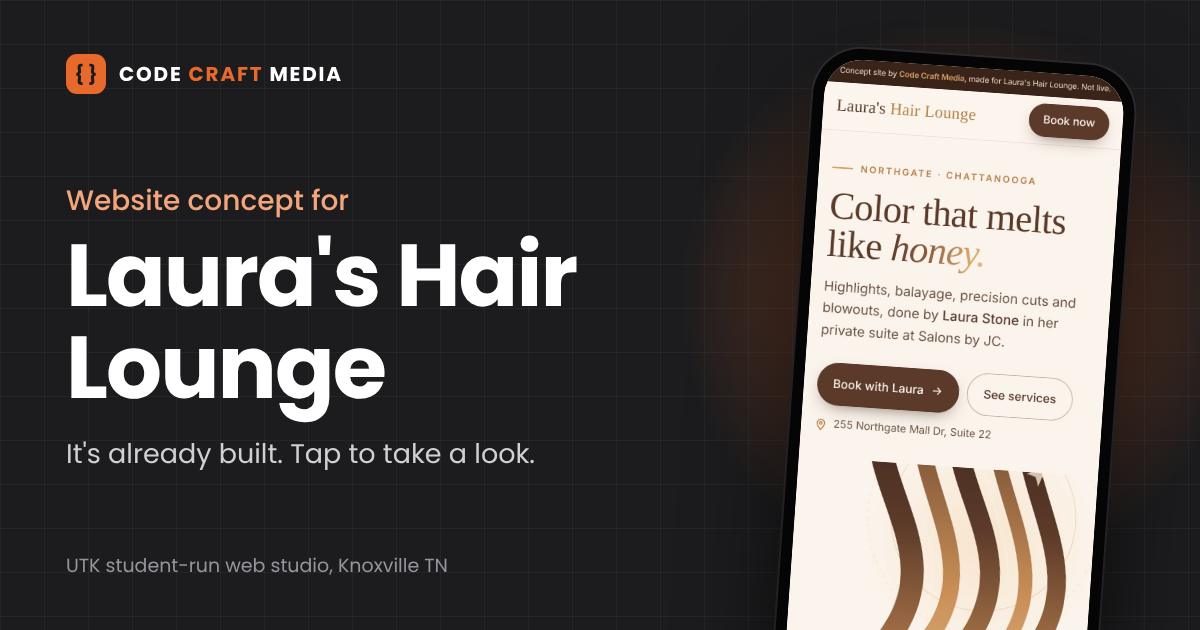 { } CODE CRAFT MEDIA
Website concept for
Laura's Hair
Lounge
It's already built. Tap to take a look.
UTK student-run web studio, Knoxville TN
Concept site by Code Craft Media, made for Laura's Hair Lounge. Not live.
Laura's Hair Lounge
Book now
NORTHGATE · CHATTANOOGA
Color that melts
like honey.
Highlights, balayage, precision cuts and
blowouts, done by Laura Stone in her
private suite at Salons by JC.
Book with Laura →
See services
255 Northgate Mall Dr, Suite 22